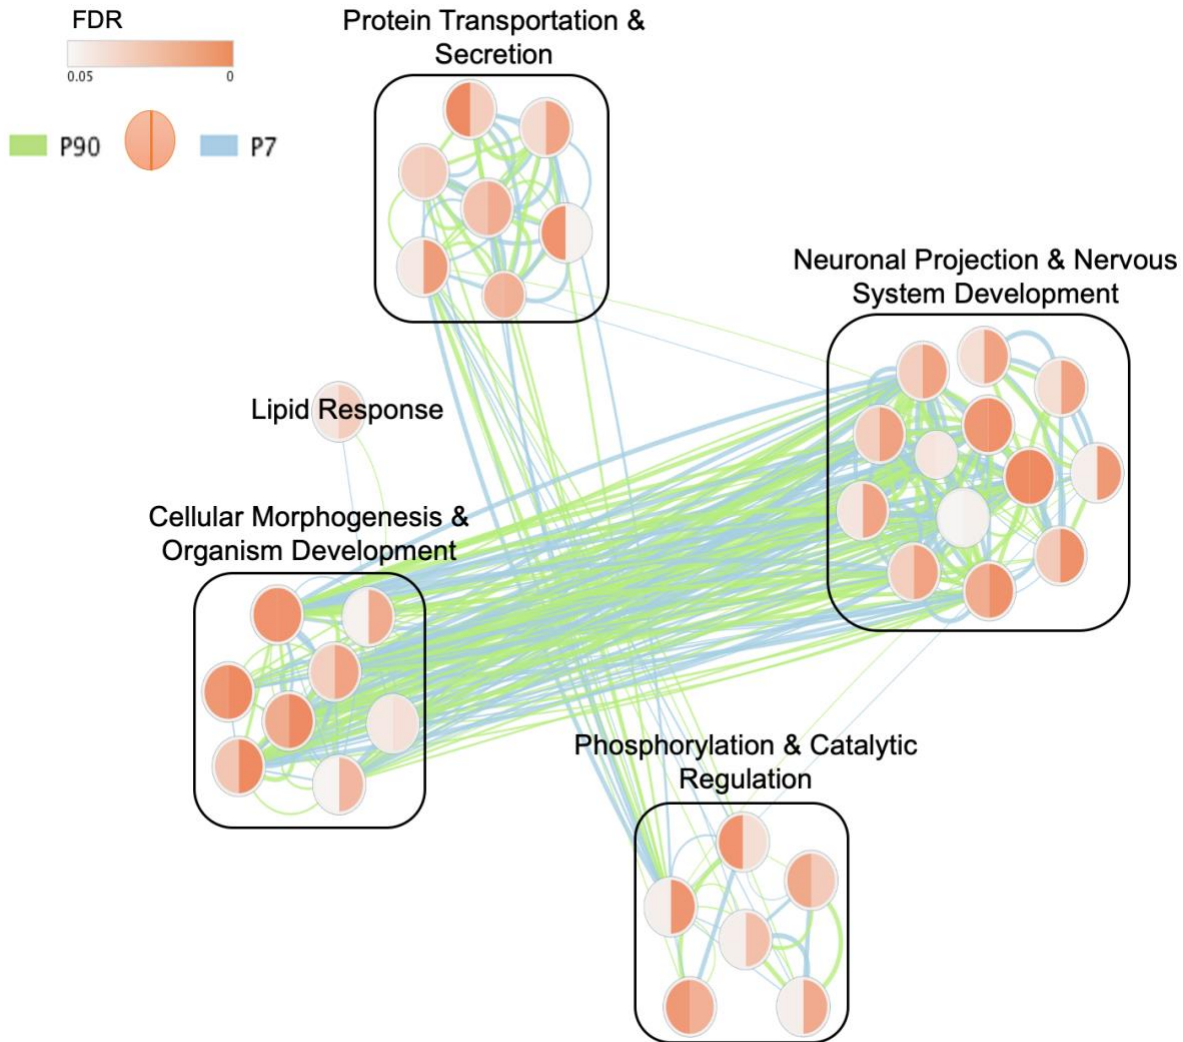 FDR
0.05 0
P90 P7
Protein Transportation &
Secretion
Neuronal Projection & Nervous
System Development
Lipid Response
Cellular Morphogenesis &
Organism Development
Phosphorylation & Catalytic
Regulation